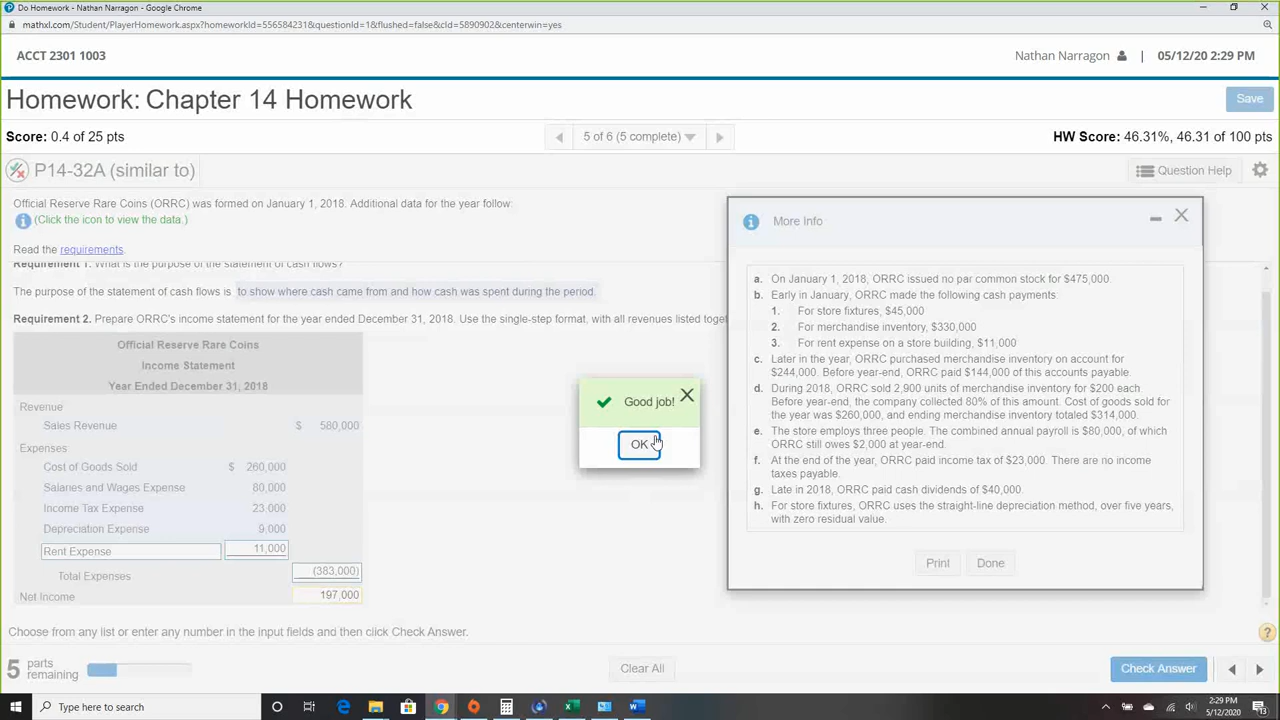 Do Homework - Nathan Narragon - Google Chrome
mathxl.com/Student/PlayerHomework.aspx?homeworkId=556584231&questionId=1&flushed=false&cId=5890902&centerwin=yes
ACCT 2301 1003
Nathan Narragon
05/12/20 2:29 PM
Homework: Chapter 14 Homework
Save
Score: 0.4 of 25 pts
5 of 6 (5 complete)
HW Score: 46.31%, 46.31 of 100 pts
P14-32A (similar to)
Question Help
Official Reserve Rare Coins (ORRC) was formed on January 1, 2018. Additional data for the year follow:
(Click the icon to view the data.)
Read the requirements.
Requirement 1. What is the purpose of the statement of cash flows?
The purpose of the statement of cash flows is to show where cash came from and how cash was spent during the period.
Requirement 2. Prepare ORRC's income statement for the year ended December 31, 2018. Use the single-step format, with all revenues listed toget
Official Reserve Rare Coins
Income Statement
Year Ended December 31, 2018
Revenue
Sales Revenue $ 580,000
Expenses
Cost of Goods Sold $ 260,000
Salaries and Wages Expense 80,000
Income Tax Expense 23,000
Depreciation Expense 9,000
Rent Expense 11,000
Total Expenses (383,000)
Net Income 197,000
Good job!
OK
More Info
a. On January 1, 2018, ORRC issued no par common stock for $475,000.
b. Early in January, ORRC made the following cash payments:
1. For store fixtures, $45,000
2. For merchandise inventory, $330,000
3. For rent expense on a store building, $11,000
c. Later in the year, ORRC purchased merchandise inventory on account for
$244,000. Before year-end, ORRC paid $144,000 of this accounts payable.
d. During 2018, ORRC sold 2,900 units of merchandise inventory for $200 each.
Before year-end, the company collected 80% of this amount. Cost of goods sold for
the year was $260,000, and ending merchandise inventory totaled $314,000.
e. The store employs three people. The combined annual payroll is $80,000, of which
ORRC still owes $2,000 at year-end.
f. At the end of the year, ORRC paid income tax of $23,000. There are no income
taxes payable.
g. Late in 2018, ORRC paid cash dividends of $40,000.
h. For store fixtures, ORRC uses the straight-line depreciation method, over five years,
with zero residual value.
Print
Done
Choose from any list or enter any number in the input fields and then click Check Answer.
?
5 parts
remaining
Clear All
Check Answer
Type here to search
2:29 PM
5/12/2020